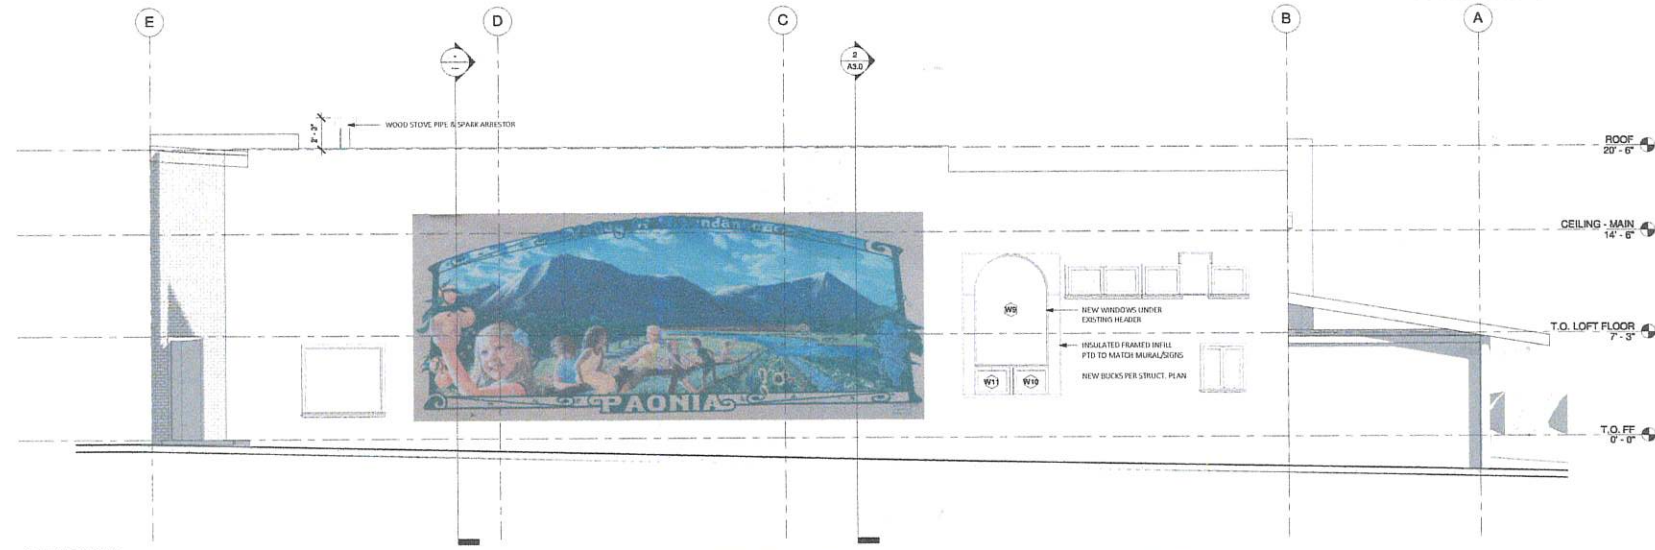 E
D
C
B
A
2
A3.0
2' - 3"
WOOD STOVE PIPE & SPARK ARRESTOR
ROOF
20' - 6"
CEILING - MAIN
14' - 6"
W9
NEW WINDOWS UNDER
EXISTING HEADER
T.O. LOFT FLOOR
7' - 3"
INSULATED FRAMED INFILL
PTD TO MATCH MURAL/SIGNS
NEW BUCKS PER STRUCT. PLAN
W11
W10
PAONIA
T.O. FF
0' - 0"